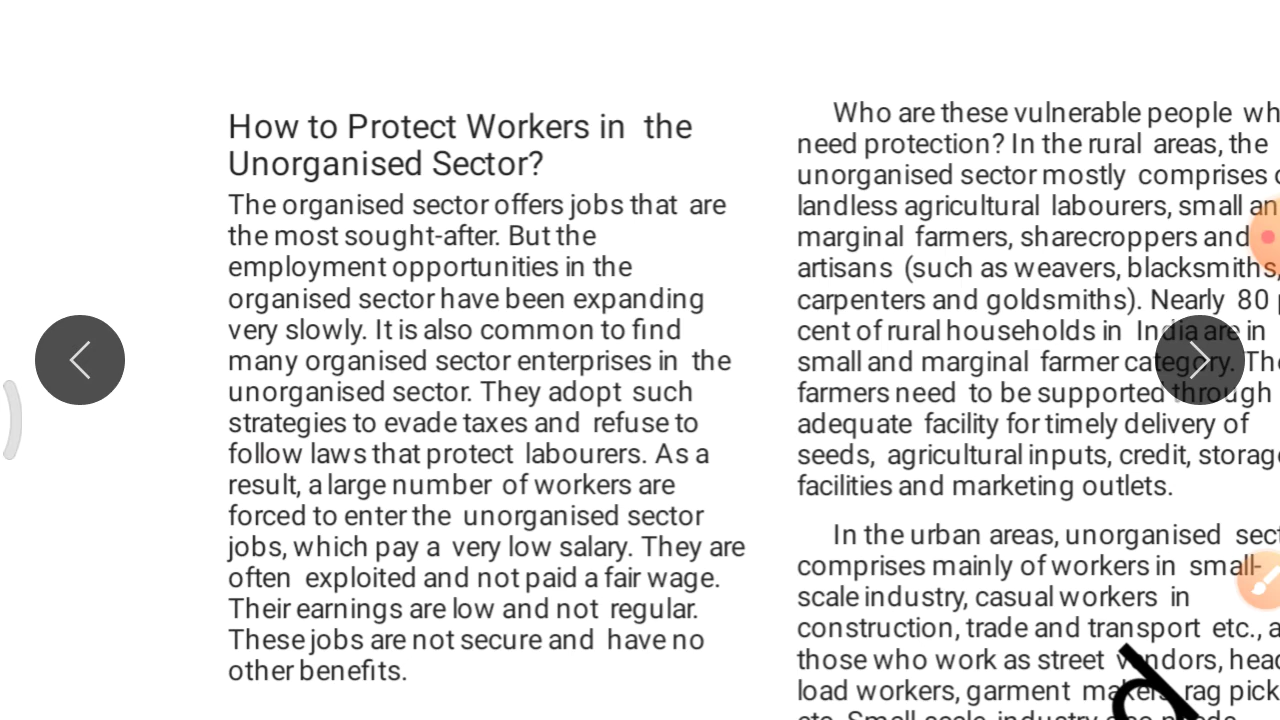 How to Protect Workers in the
Unorganised Sector?
The organised sector offers jobs that are
the most sought-after. But the
employment opportunities in the
organised sector have been expanding
very slowly. It is also common to find
many organised sector enterprises in the
unorganised sector. They adopt such
strategies to evade taxes and refuse to
follow laws that protect labourers. As a
result, a large number of workers are
forced to enter the unorganised sector
jobs, which pay a very low salary. They are
often exploited and not paid a fair wage.
Their earnings are low and not regular.
These jobs are not secure and have no
other benefits.
Who are these vulnerable people
need protection? In the rural areas, the
unorganised sector mostly comprises
landless agricultural labourers, small
marginal farmers, sharecroppers and
artisans (such as weavers, blacksmiths,
carpenters and goldsmiths). Nearly 80
cent of rural households in India are in
small and marginal farmer category.
farmers need to be supported through
adequate facility for timely delivery of
seeds, agricultural inputs, credit,
facilities and marketing outlets.
In the urban areas, unorganised
comprises mainly of workers in small-
scale industry, casual workers in
construction, trade and transport etc.,
those who work as street vendors,
load workers, garment makers, rag